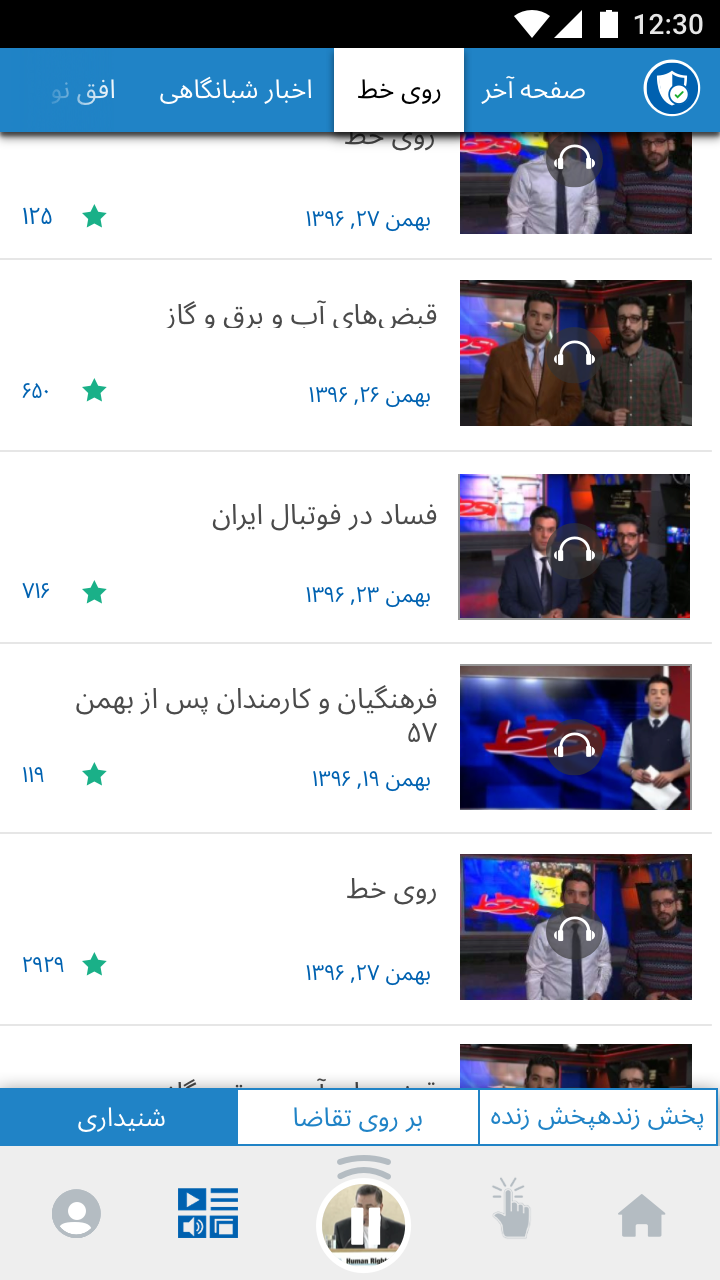 12:30
صفحه آخر
روی خط
اخبار شبانگاهی
افق نو
روی خط
بهمن ۲۷, ۱۳۹۶
۱۲۵
قبض‌های آب و برق و گاز
بهمن ۲۶, ۱۳۹۶
۶۵۰
فساد در فوتبال ایران
بهمن ۲۳, ۱۳۹۶
۷۱۶
فرهنگیان و کارمندان پس از بهمن
۵۷
بهمن ۱۹, ۱۳۹۶
۱۱۹
روی خط
بهمن ۲۷, ۱۳۹۶
۲۹۲۹
پخش زندهپخش زنده
بر روی تقاضا
شنیداری
Human Right